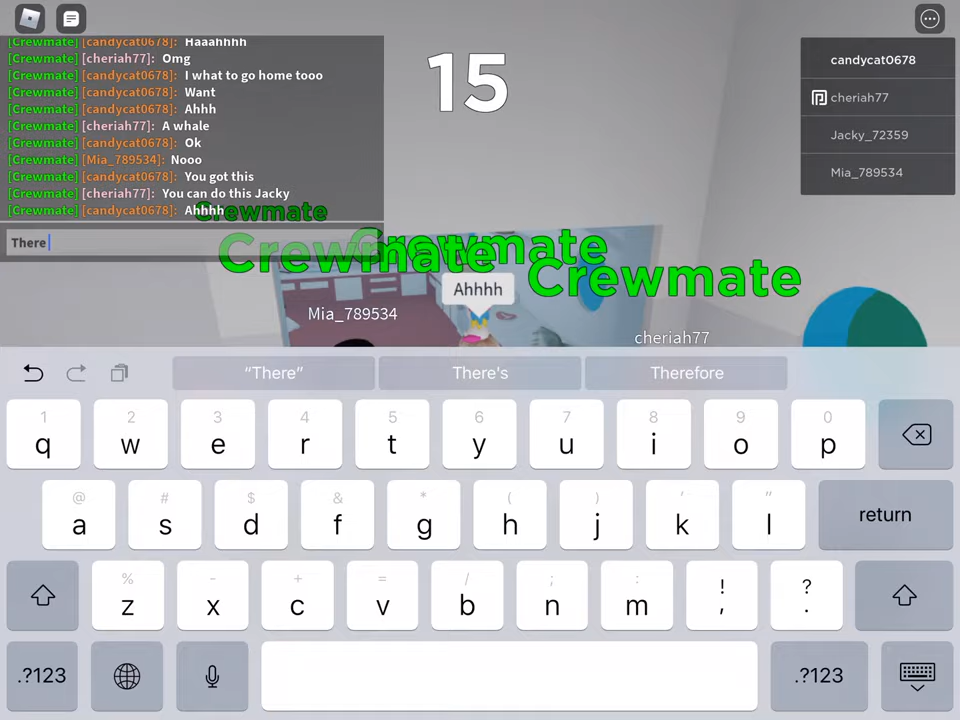 [Crewmate] [candycat0678]: Haaahhhh
[Crewmate] [cheriah77]: Omg
[Crewmate] [candycat0678]: I what to go home tooo
[Crewmate] [candycat0678]: Want
[Crewmate] [candycat0678]: Ahhh
[Crewmate] [cheriah77]: A whale
[Crewmate] [candycat0678]: Ok
[Crewmate] [Mia_789534]: Nooo
[Crewmate] [candycat0678]: You got this
[Crewmate] [cheriah77]: You can do this Jacky
[Crewmate] [candycat0678]: Ahhhh
There
15
candycat0678
cheriah77
Jacky_72359
Mia_789534
Crewmate
Crewmate
Crewmate
Crewmate
Ahhhh
Mia_789534
cheriah77
“There” There's Therefore
1 2 3 4 5 6 7 8 9 0
q w e r t y u i o p
@ # $ & * ( ) ' "
a s d f g h j k l return
% - + = / ; : ! ?
z x c v b n m , .
.?123 .?123